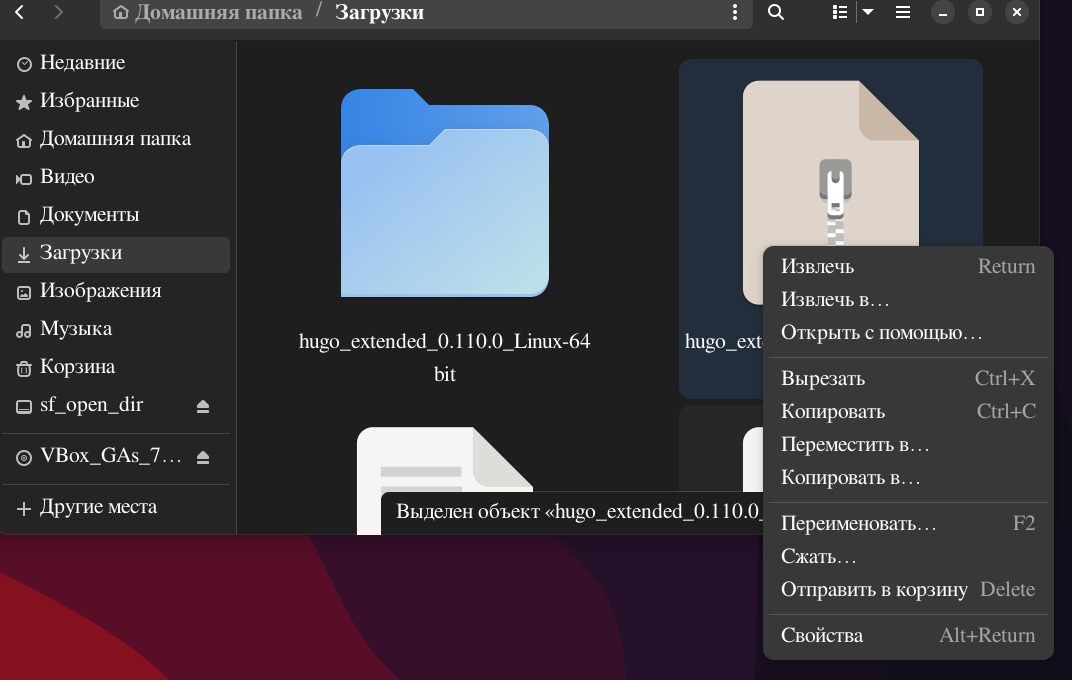 Домашняя папка / Загрузки
Недавние
Избранные
Домашняя папка
Видео
Документы
Загрузки
Изображения
Музыка
Корзина
sf_open_dir
VBox_GAs_7…
Другие места
hugo_extended_0.110.0_Linux-64
bit
hugo_ext
Выделен объект «hugo_extended_0.110.0_
Извлечь Return
Извлечь в…
Открыть с помощью…
Вырезать Ctrl+X
Копировать Ctrl+C
Переместить в…
Копировать в…
Переименовать… F2
Сжать…
Отправить в корзину Delete
Свойства Alt+Return